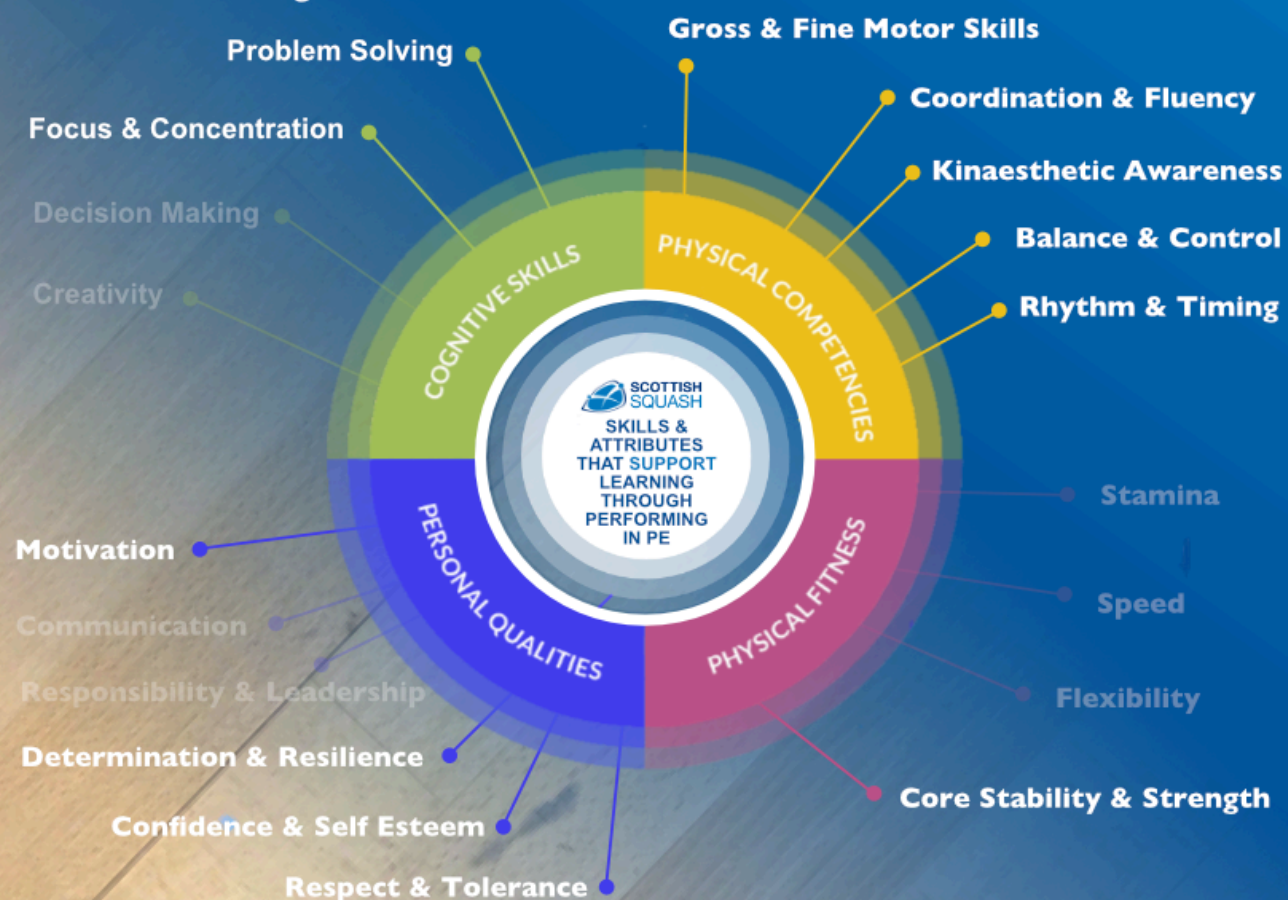 Problem Solving
Focus & Concentration
Decision Making
Creativity
Gross & Fine Motor Skills
Coordination & Fluency
Kinaesthetic Awareness
Balance & Control
Rhythm & Timing
COGNITIVE SKILLS
PHYSICAL COMPETENCIES
SCOTTISH
SQUASH
SKILLS &
ATTRIBUTES
THAT SUPPORT
LEARNING
THROUGH
PERFORMING
IN PE
PERSONAL QUALITIES
PHYSICAL FITNESS
Motivation
Communication
Responsibility & Leadership
Determination & Resilience
Confidence & Self Esteem
Respect & Tolerance
Stamina
Speed
Flexibility
Core Stability & Strength